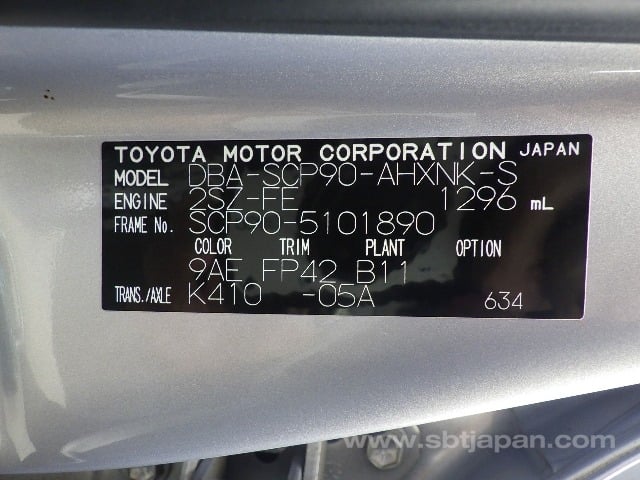 TOYOTA MOTOR CORPORATION JAPAN
MODEL DBA-SCP90-AHXNK-S
ENGINE 2SZ-FE 1296 mL
FRAME No. SCP90-5101890
COLOR TRIM PLANT OPTION
9AE FP42 B11
TRANS./AXLE K410 -05A 634
www.sbtjapan.com